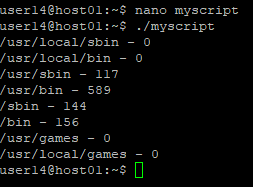 user14@host01:~$ nano myscript
user14@host01:~$ ./myscript
/usr/local/sbin - 0
/usr/local/bin - 0
/usr/sbin - 117
/usr/bin - 589
/sbin - 144
/bin - 156
/usr/games - 0
/usr/local/games - 0
user14@host01:~$